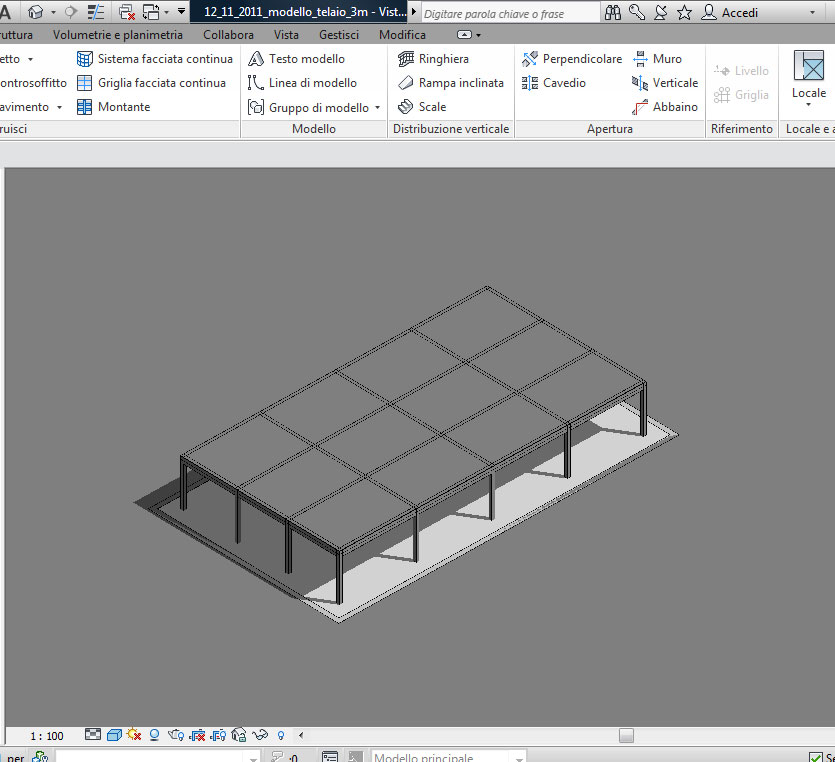 12_11_2011_modello_telaio_3m - Vist... Digitare parola chiave o frase Accedi
ruttura Volumetrie e planimetria Collabora Vista Gestisci Modifica
etto Sistema facciata continua Testo modello Ringhiera Perpendicolare Muro
ontrosoffitto Griglia facciata continua Linea di modello Rampa inclinata Cavedio Verticale Livello
avimento Montante Gruppo di modello Scale Abbaino Griglia Locale
ruisci Modello Distribuzione verticale Apertura Riferimento Locale e a
1 : 100
per :0 Modello principale Se